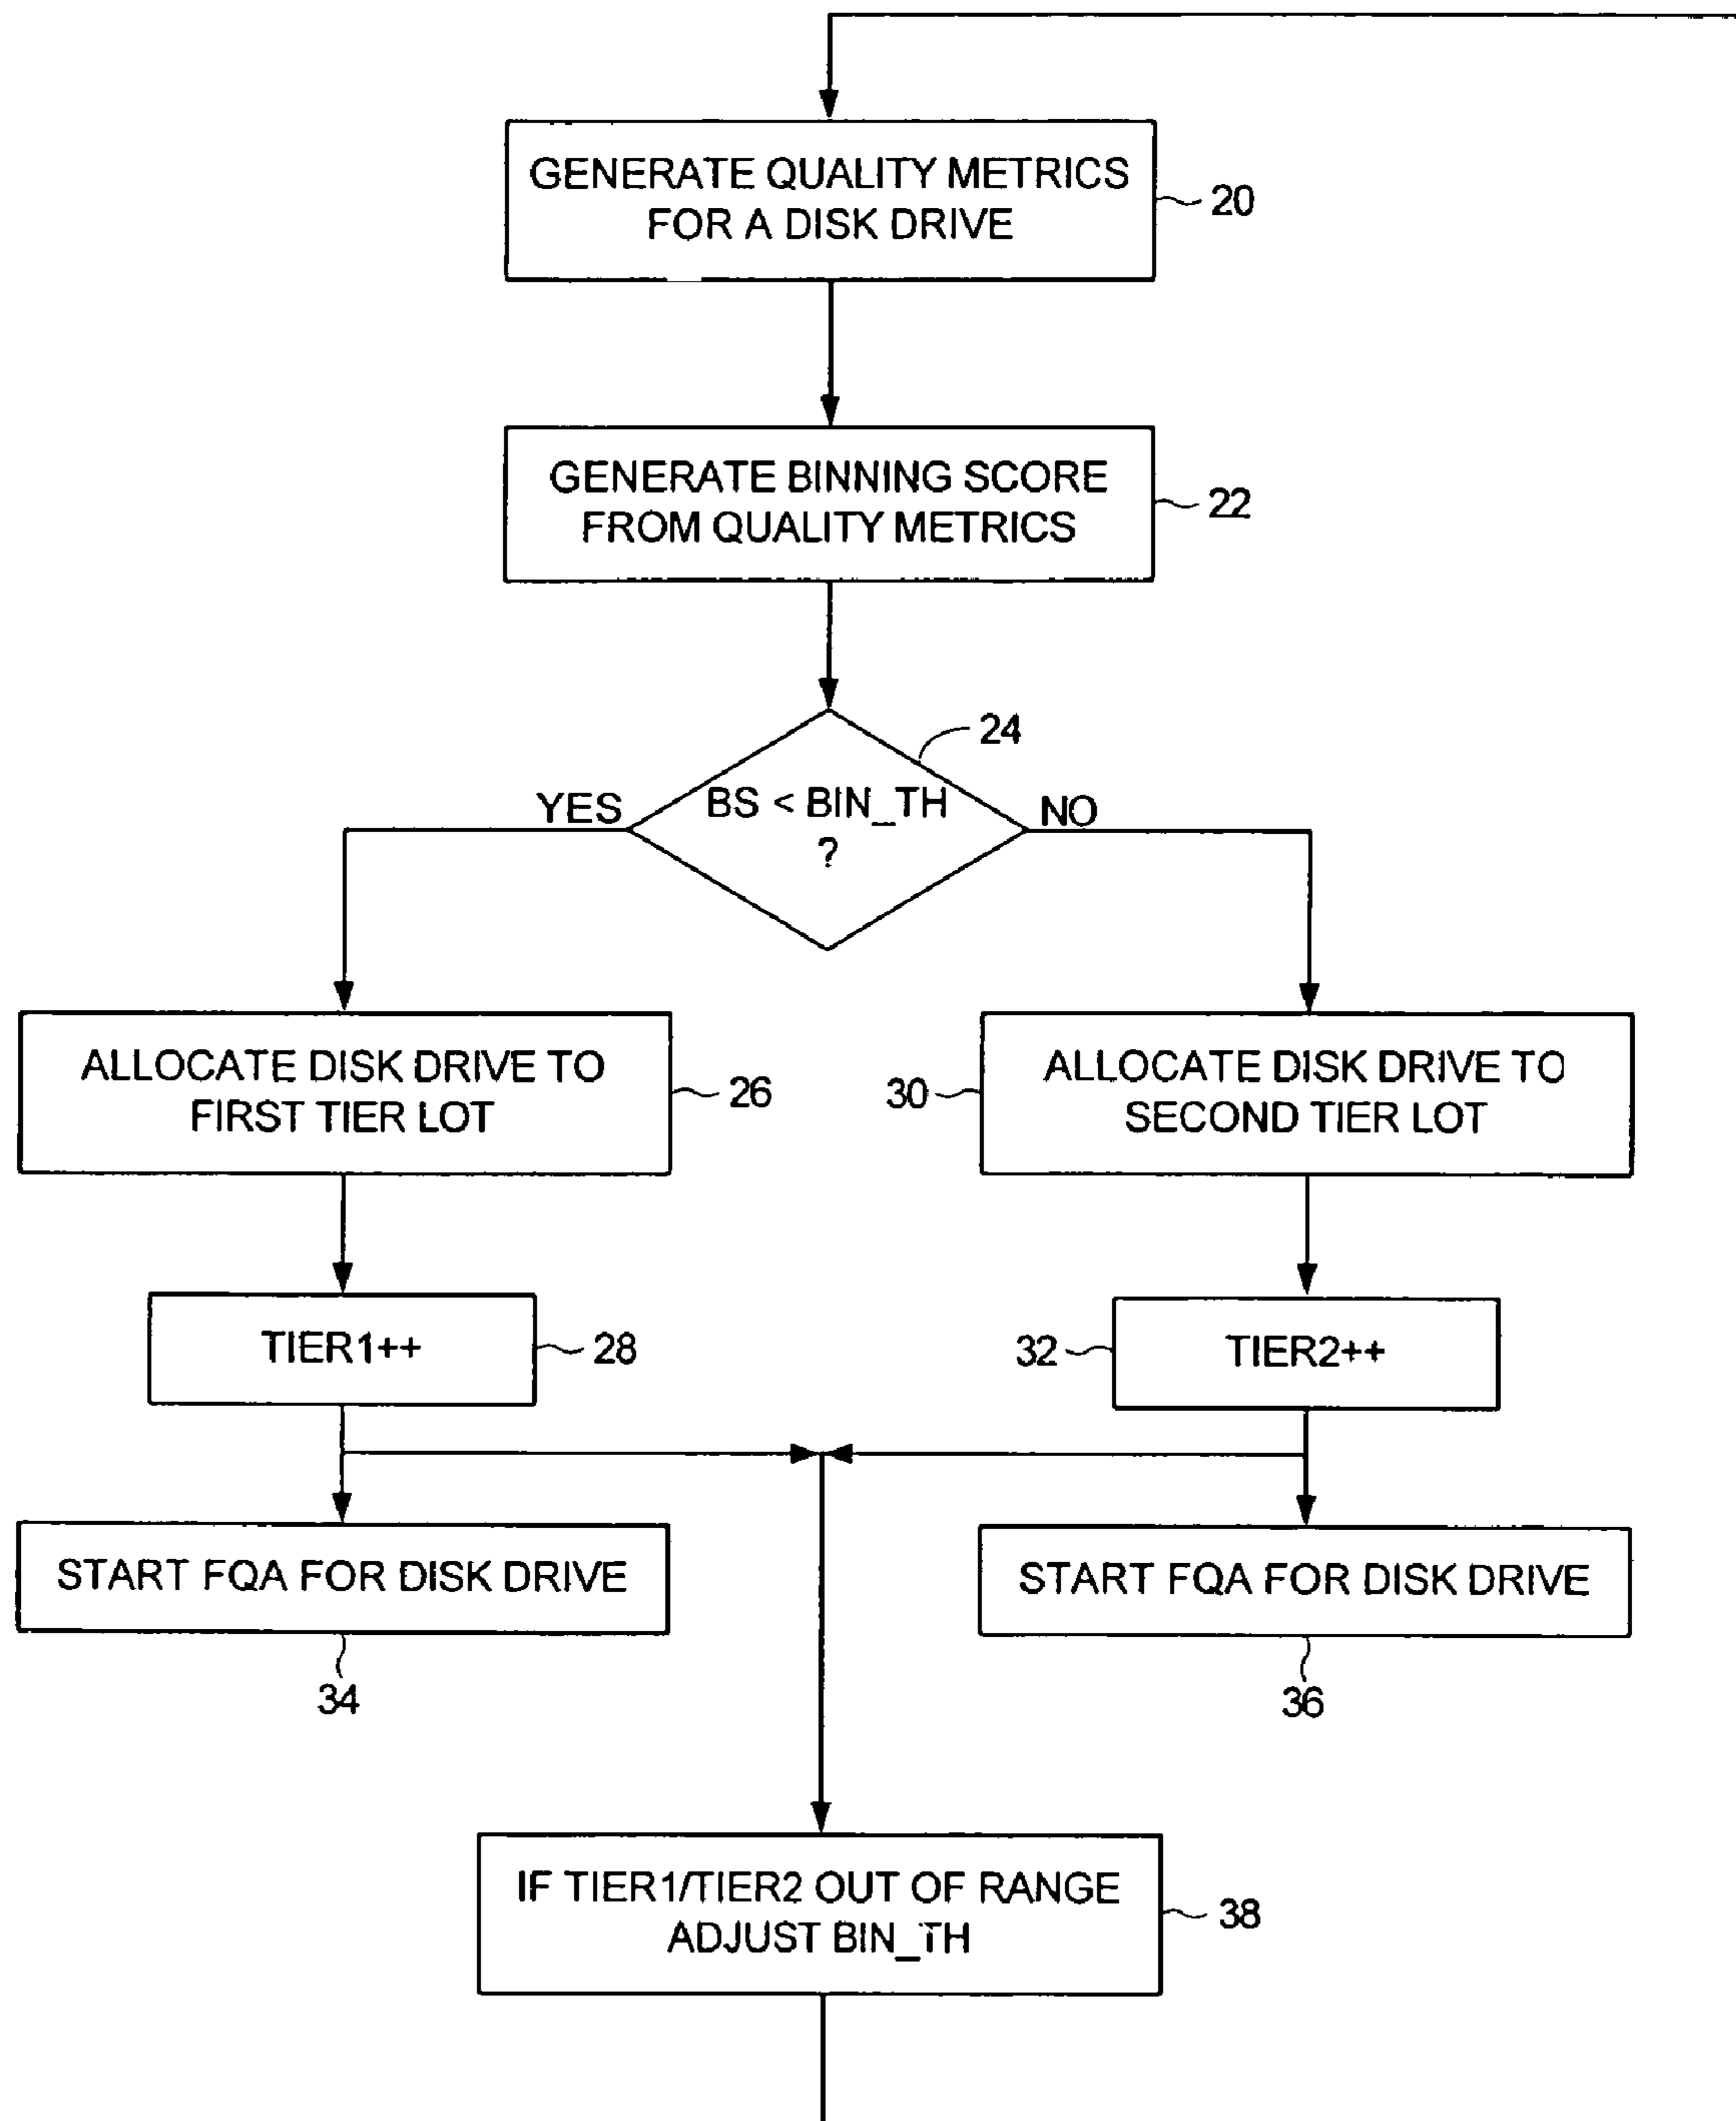 GENERATE QUALITY METRICS
FOR A DISK DRIVE
20
GENERATE BINNING SCORE
FROM QUALITY METRICS
22
24
YES
BS < BIN_TH
?
NO
ALLOCATE DISK DRIVE TO
FIRST TIER LOT
26
30
ALLOCATE DISK DRIVE TO
SECOND TIER LOT
TIER1++
28
32
TIER2++
START FQA FOR DISK DRIVE
34
START FQA FOR DISK DRIVE
36
IF TIER1/TIER2 OUT OF RANGE
ADJUST BIN_TH
38